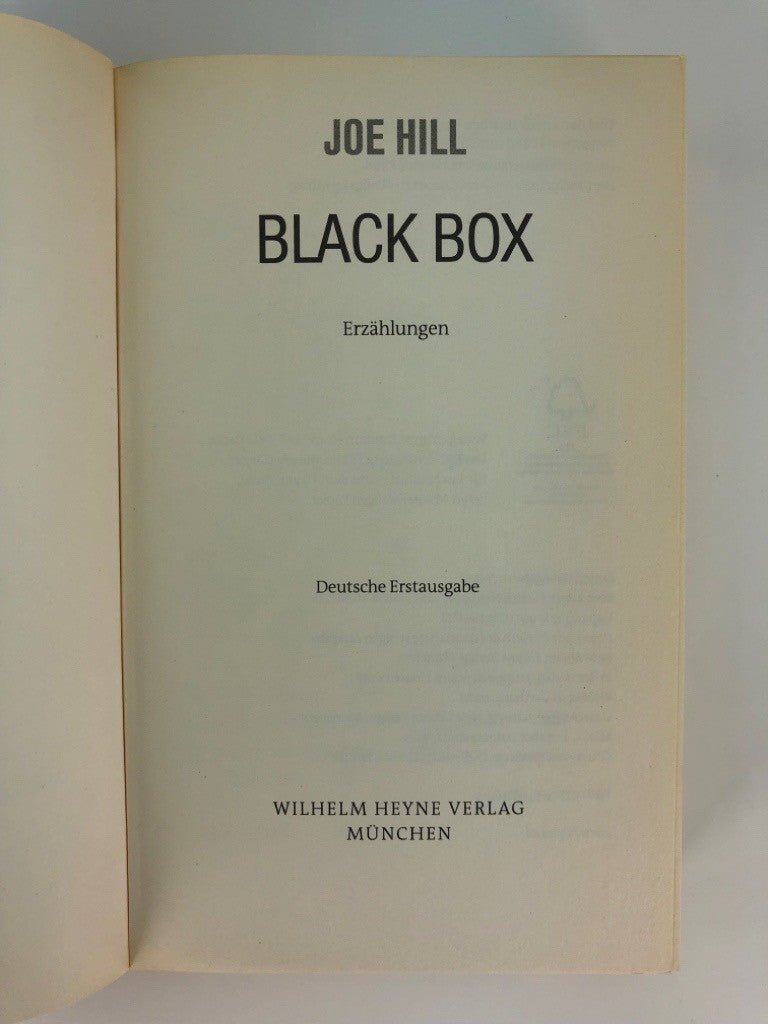 JOE HILL
BLACK BOX
Erzählungen
Deutsche Erstausgabe
WILHELM HEYNE VERLAG
MÜNCHEN